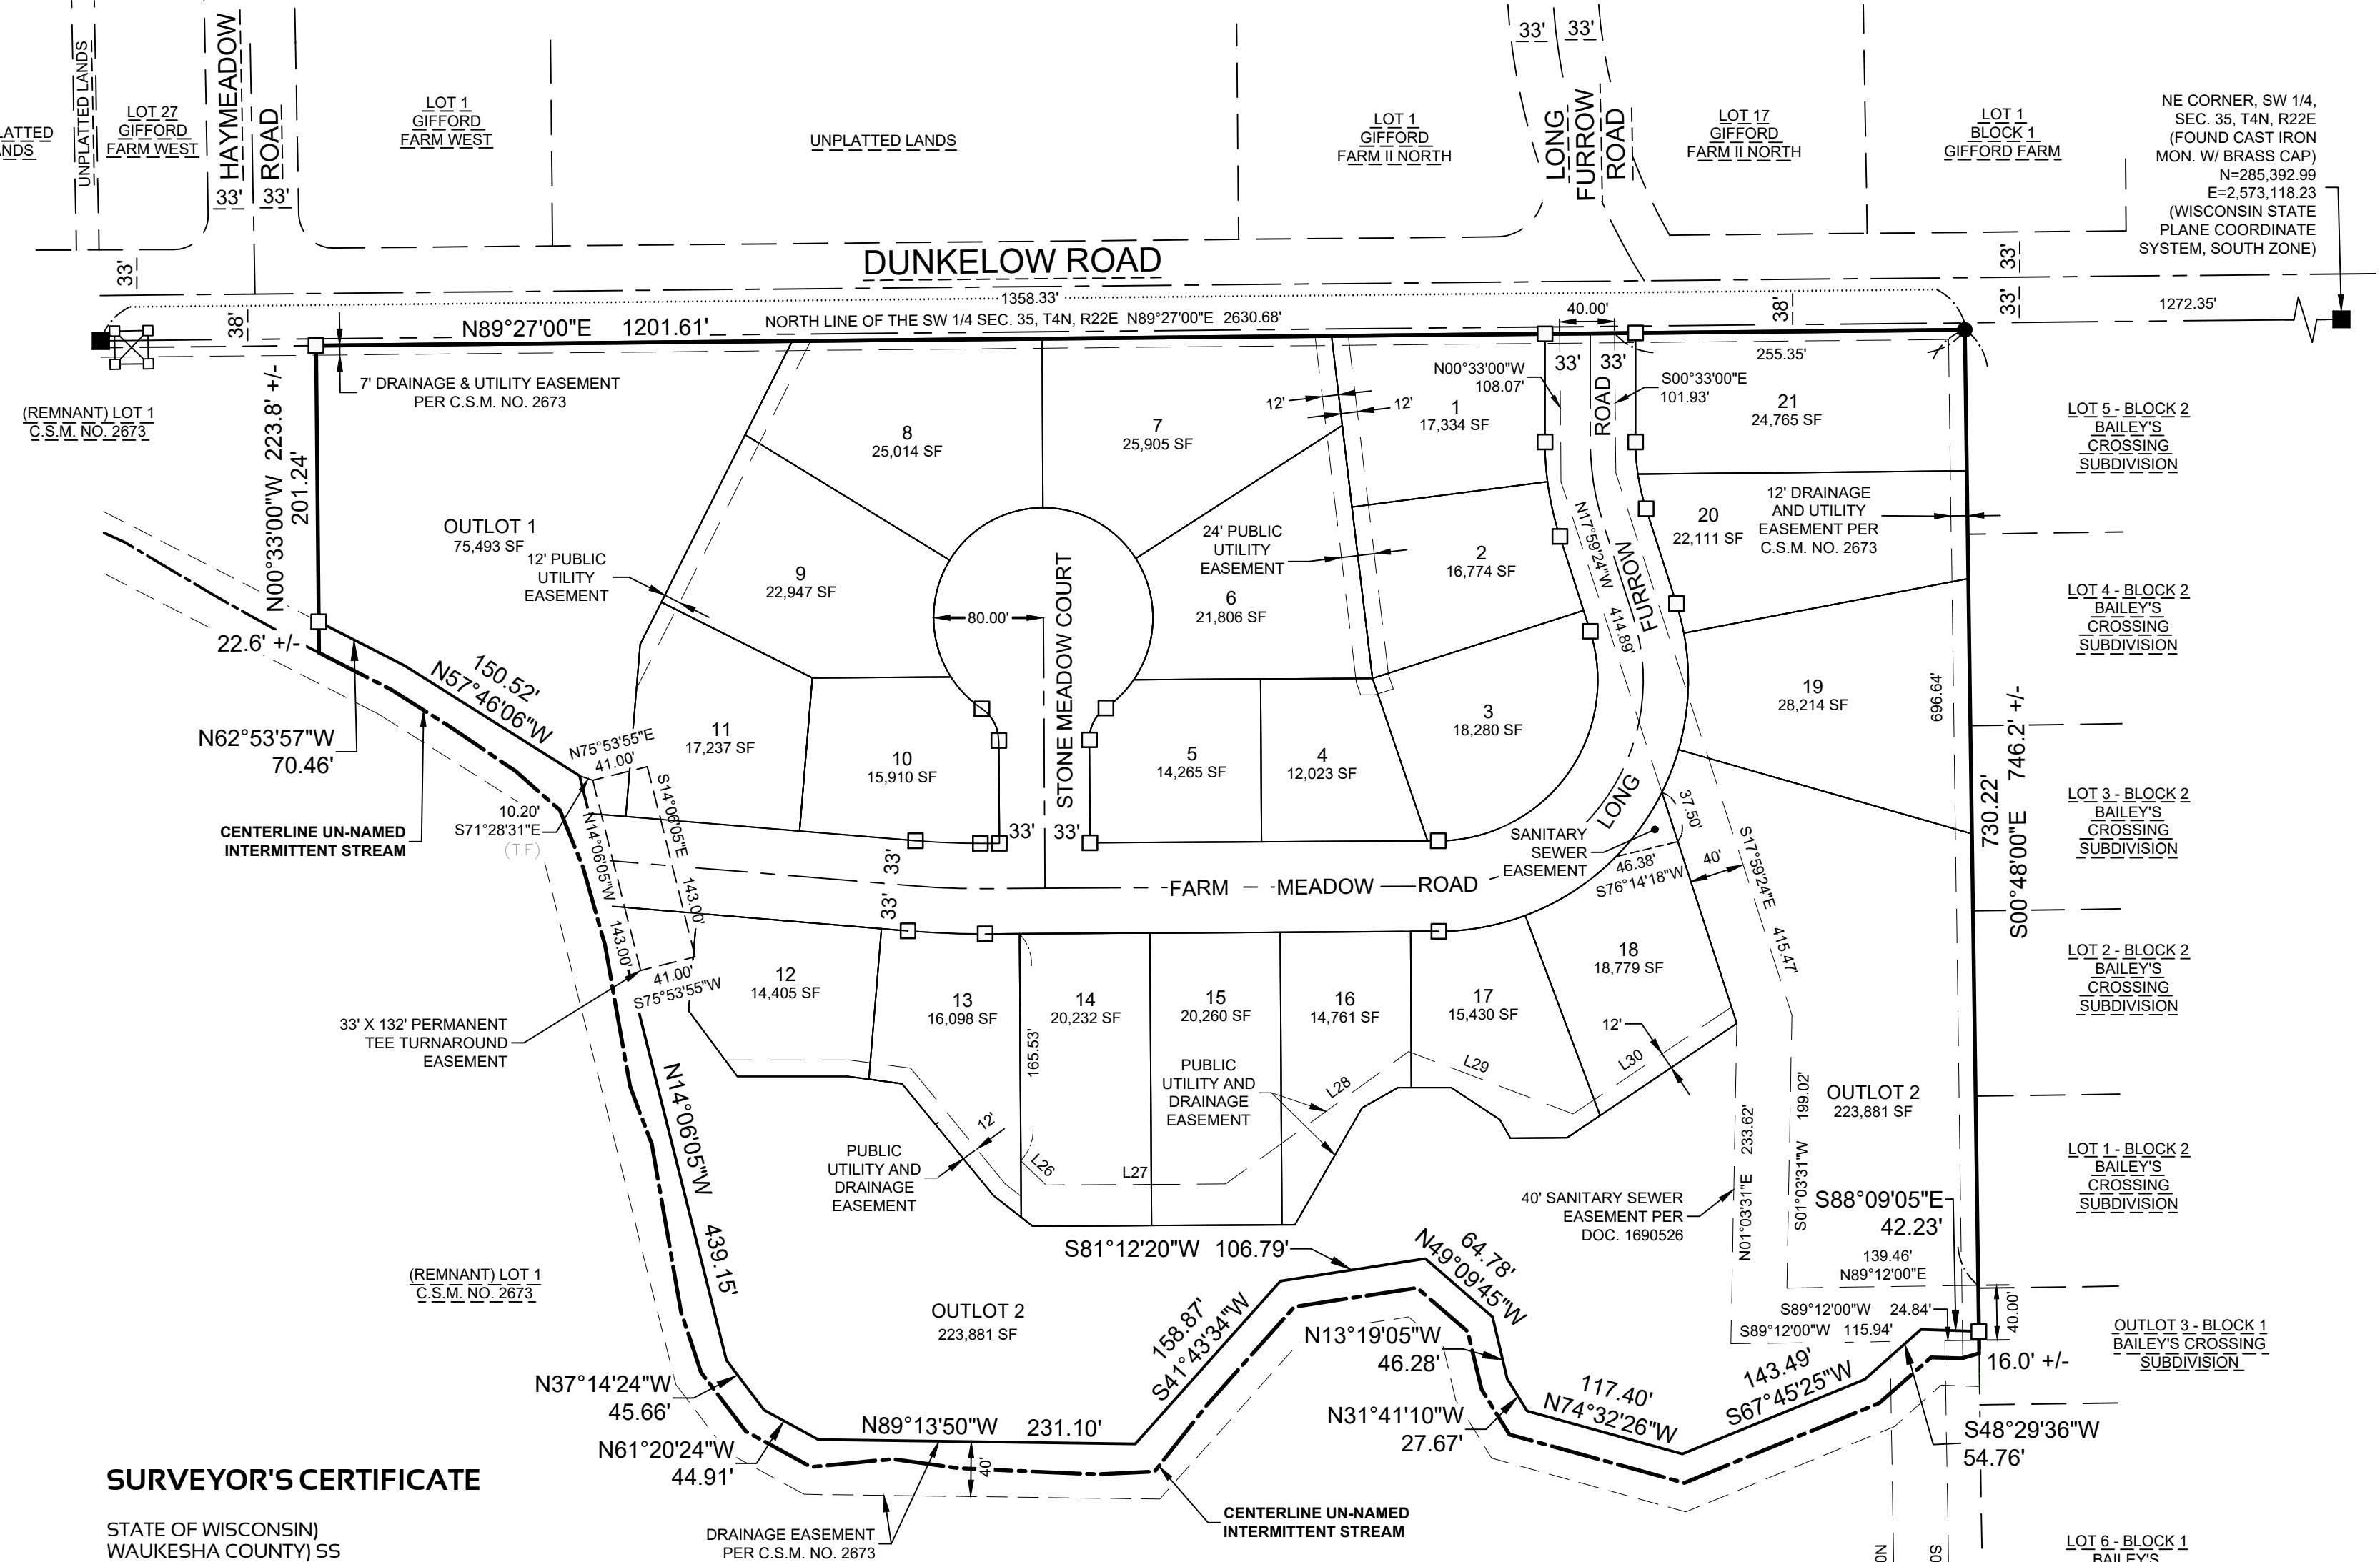 UNPLATTED LANDS
LOT 27
GIFFORD
FARM WEST
HAYMEADOW
ROAD
33'
33'
LOT 1
GIFFORD
FARM WEST
UNPLATTED LANDS
LOT 1
GIFFORD
FARM II NORTH
33'
33'
LONG
FURROW
ROAD
LOT 17
GIFFORD
FARM II NORTH
LOT 1
BLOCK 1
GIFFORD FARM
NE CORNER, SW 1/4,
SEC. 35, T4N, R22E
(FOUND CAST IRON
MON. W/ BRASS CAP)
N=285,392.99
E=2,573,118.23
(WISCONSIN STATE
PLANE COORDINATE
SYSTEM, SOUTH ZONE)
33'
DUNKELOW ROAD
33'
33'
1358.33'
1272.35'
38'
N89°27'00"E 1201.61'
NORTH LINE OF THE SW 1/4 SEC. 35, T4N, R22E N89°27'00"E 2630.68'
40.00'
38'
7' DRAINAGE & UTILITY EASEMENT
PER C.S.M. NO. 2673
(REMNANT) LOT 1
C.S.M. NO. 2673
N00°33'00"W 223.8' +/-
201.24'
22.6' +/-
OUTLOT 1
75,493 SF
12' PUBLIC
UTILITY
EASEMENT
8
25,014 SF
7
25,905 SF
12'
12'
1
17,334 SF
N00°33'00"W
108.07'
33'
33'
ROAD
S00°33'00"E
101.93'
255.35'
21
24,765 SF
LOT 5 - BLOCK 2
BAILEY'S
CROSSING
SUBDIVISION
9
22,947 SF
80.00'
STONE MEADOW COURT
24' PUBLIC
UTILITY
EASEMENT
6
21,806 SF
2
16,774 SF
N17°59'24"W 414.89'
FURROW
20
22,111 SF
12' DRAINAGE
AND UTILITY
EASEMENT PER
C.S.M. NO. 2673
LOT 4 - BLOCK 2
BAILEY'S
CROSSING
SUBDIVISION
N62°53'57"W
70.46'
150.52'
N57°46'06"W
CENTERLINE UN-NAMED
INTERMITTENT STREAM
10.20'
S71°28'31"E
(TIE)
N75°53'55"E
41.00'
S14°06'05"E 143.00'
N14°06'05"W 143.00'
11
17,237 SF
10
15,910 SF
5
14,265 SF
4
12,023 SF
3
18,280 SF
LONG
19
28,214 SF
696.64'
730.22'
S00°48'00"E 746.2' +/-
LOT 3 - BLOCK 2
BAILEY'S
CROSSING
SUBDIVISION
33'
33'
33'
33'
FARM MEADOW ROAD
SANITARY
SEWER
EASEMENT
37.50'
46.38'
S76°14'18"W
40'
S17°59'24"E 415.47'
41.00'
S75°53'55"W
33' X 132' PERMANENT
TEE TURNAROUND
EASEMENT
12
14,405 SF
13
16,098 SF
165.53'
14
20,232 SF
15
20,260 SF
16
14,761 SF
17
15,430 SF
18
18,779 SF
12'
LOT 2 - BLOCK 2
BAILEY'S
CROSSING
SUBDIVISION
PUBLIC
UTILITY AND
DRAINAGE
EASEMENT
12'
L26
L27
PUBLIC
UTILITY AND
DRAINAGE
EASEMENT
L28
L29
L30
N14°06'05"W 439.15'
OUTLOT 2
223,881 SF
N01°03'31"E 233.62'
S01°03'31"W 199.02'
40' SANITARY SEWER
EASEMENT PER
DOC. 1690526
LOT 1 - BLOCK 2
BAILEY'S
CROSSING
SUBDIVISION
S88°09'05"E
42.23'
139.46'
N89°12'00"E
S89°12'00"W 24.84'
S89°12'00"W 115.94'
40.00'
16.0' +/-
OUTLOT 3 - BLOCK 1
BAILEY'S CROSSING
SUBDIVISION
(REMNANT) LOT 1
C.S.M. NO. 2673
OUTLOT 2
223,881 SF
S81°12'20"W 106.79'
64.78'
N49°09'45"W
158.87'
S41°43'34"W
N13°19'05"W
46.28'
N31°41'10"W
27.67'
117.40'
N74°32'26"W
143.49'
S67°45'25"W
S48°29'36"W
54.76'
N37°14'24"W
45.66'
N61°20'24"W
44.91'
N89°13'50"W 231.10'
40'
DRAINAGE EASEMENT
PER C.S.M. NO. 2673
CENTERLINE UN-NAMED
INTERMITTENT STREAM
SURVEYOR'S CERTIFICATE
STATE OF WISCONSIN)
WAUKESHA COUNTY) SS
LOT 6 - BLOCK 1
BAILEY'S